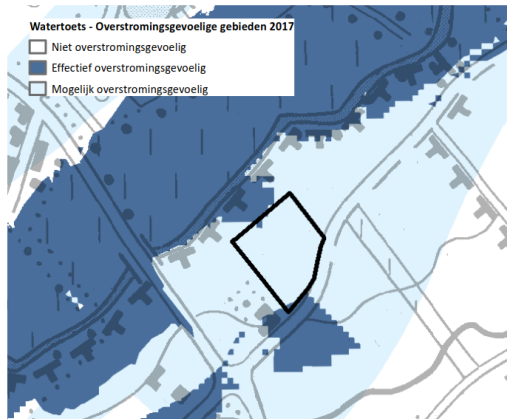 Watertoets - Overstromingsgevoelige gebieden 2017
Niet overstromingsgevoelig
Effectief overstromingsgevoelig
Mogelijk overstromingsgevoelig